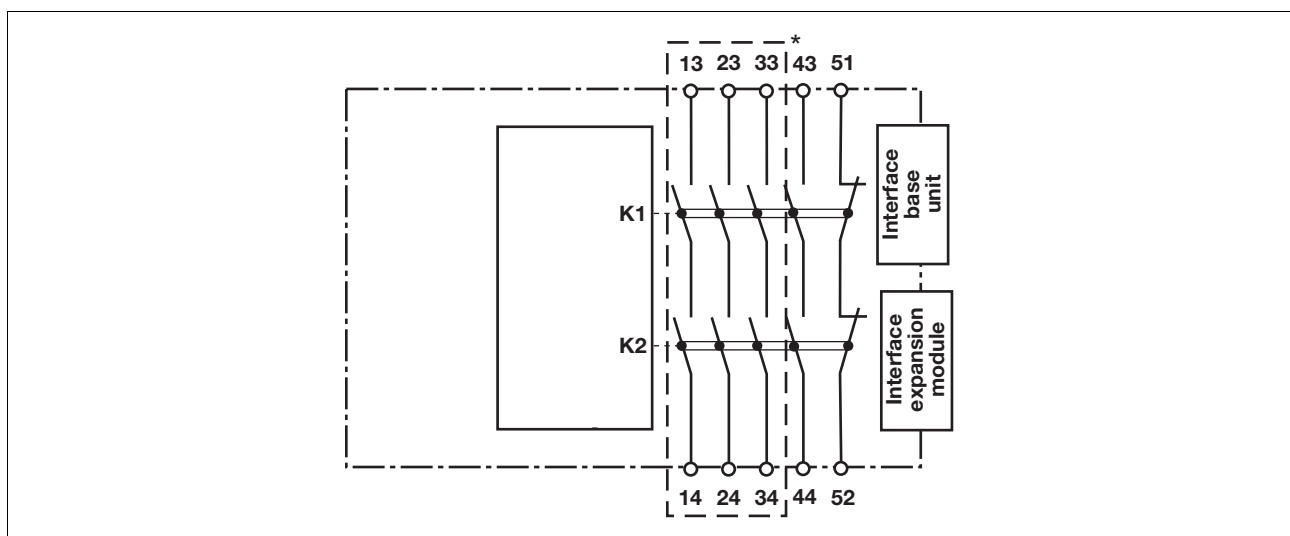 *
13 23 33 43 51
Interface
base
unit
K1
K2
Interface
expansion
module
14 24 34 44 52